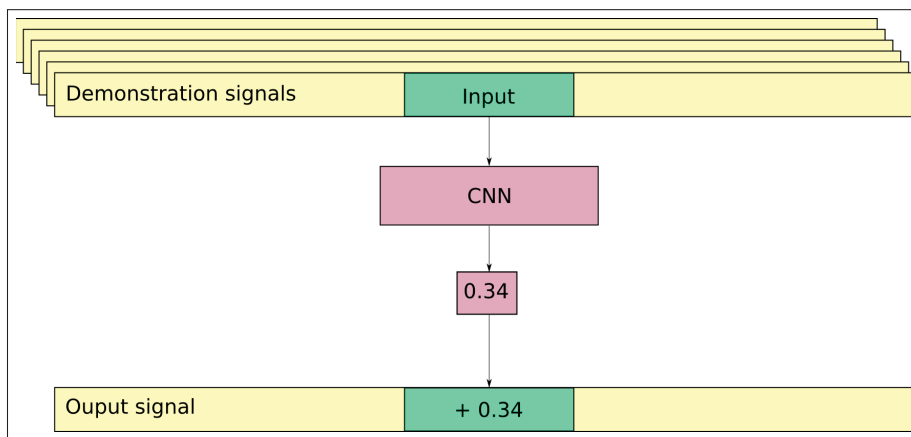 Demonstration signals
Input
CNN
0.34
Ouput signal
+ 0.34